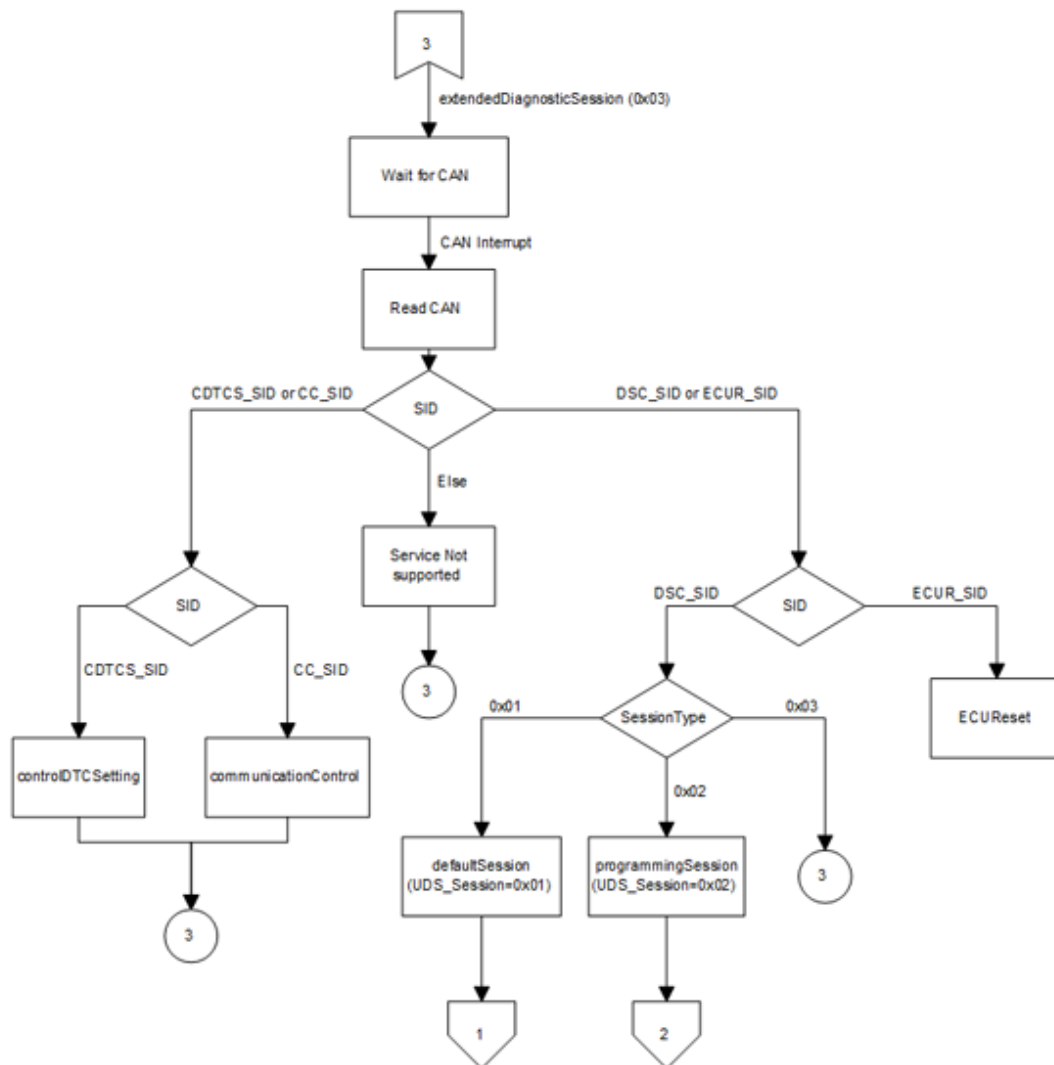 3
extendedDiagnosticSession (0x03)
Wait for CAN
CAN Interrupt
Read CAN
CDTCS_SID or CC_SID
SID
DSC_SID or ECUR_SID
Else
Service Not
supported
SID
DSC_SID
SID
ECUR_SID
CDTCS_SID
CC_SID
3
0x01
SessionType
0x03
ECUReset
controlDTCSetting
communicationControl
0x02
defaultSession
(UDS_Session=0x01)
programmingSession
(UDS_Session=0x02)
3
3
1
2